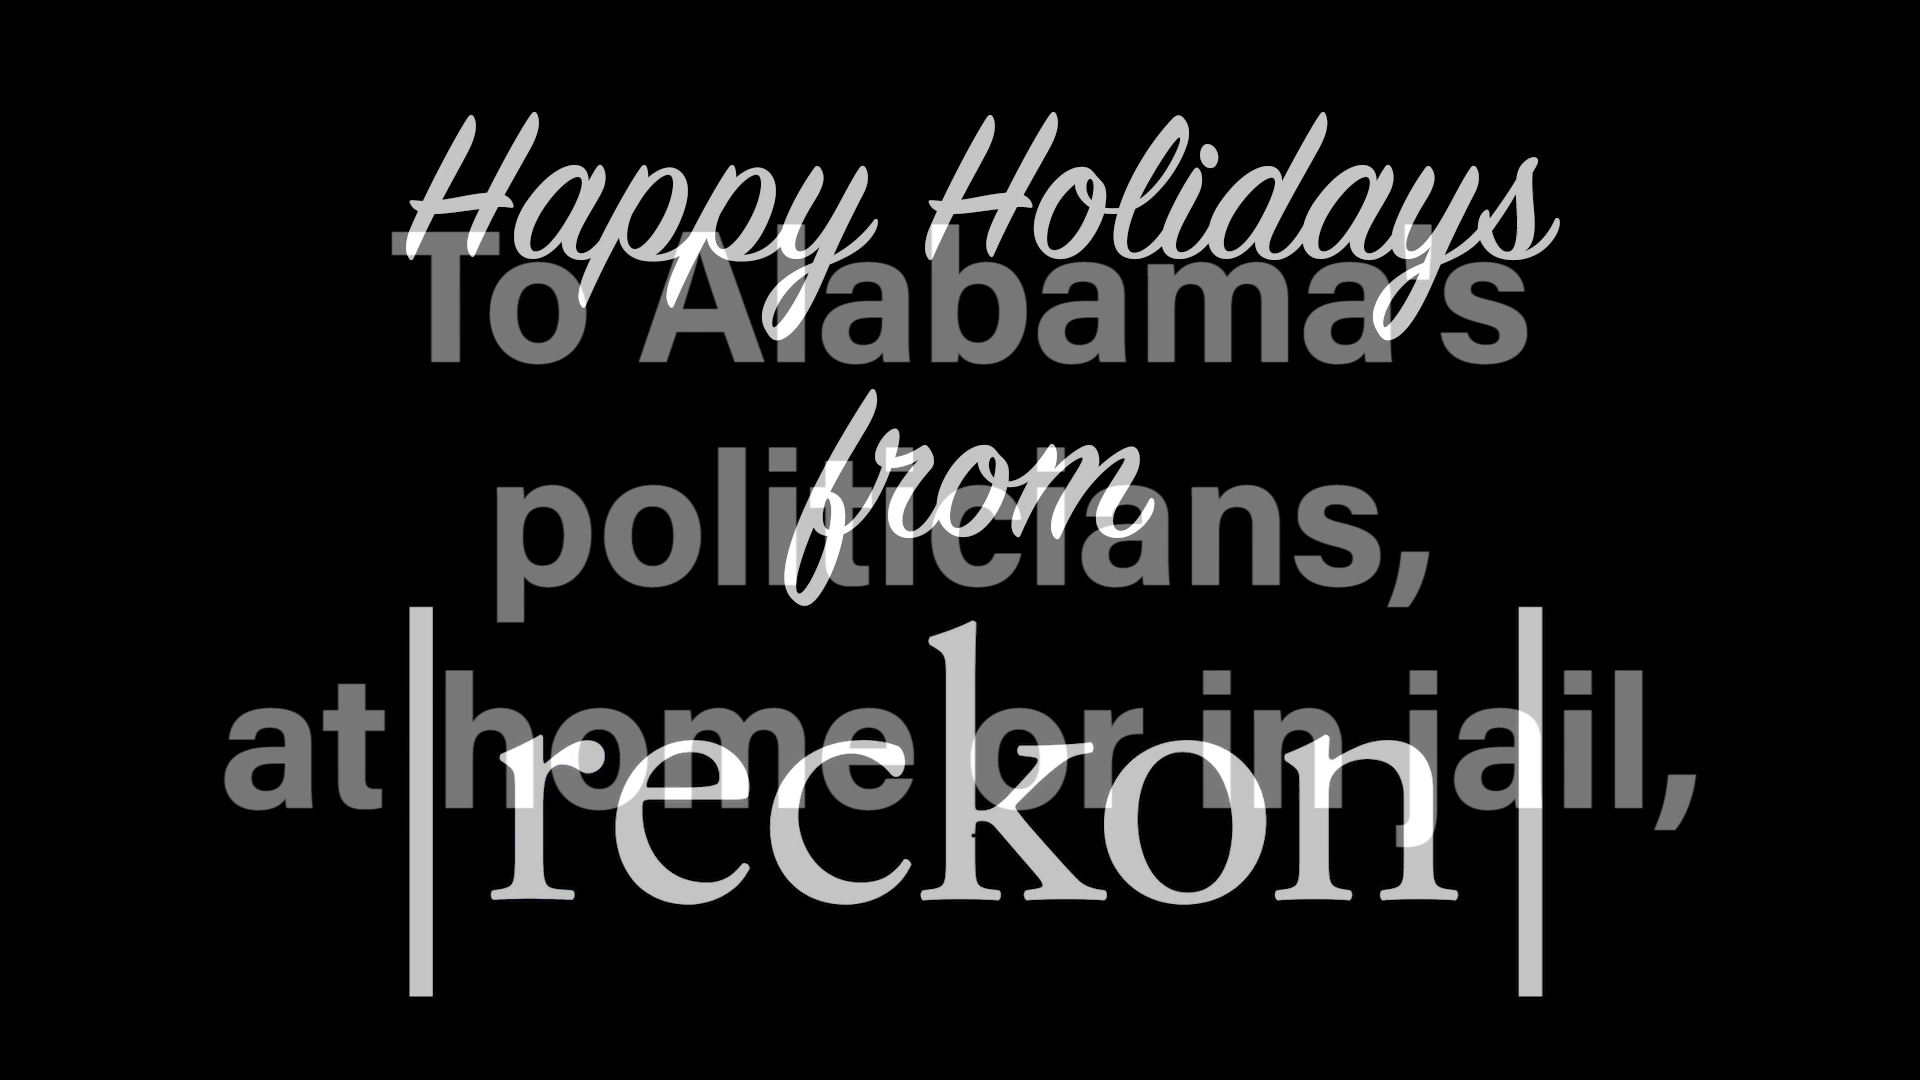 Happy Holidays
To Alabama's
from
politicians,
at home or in jail,
|reckon|